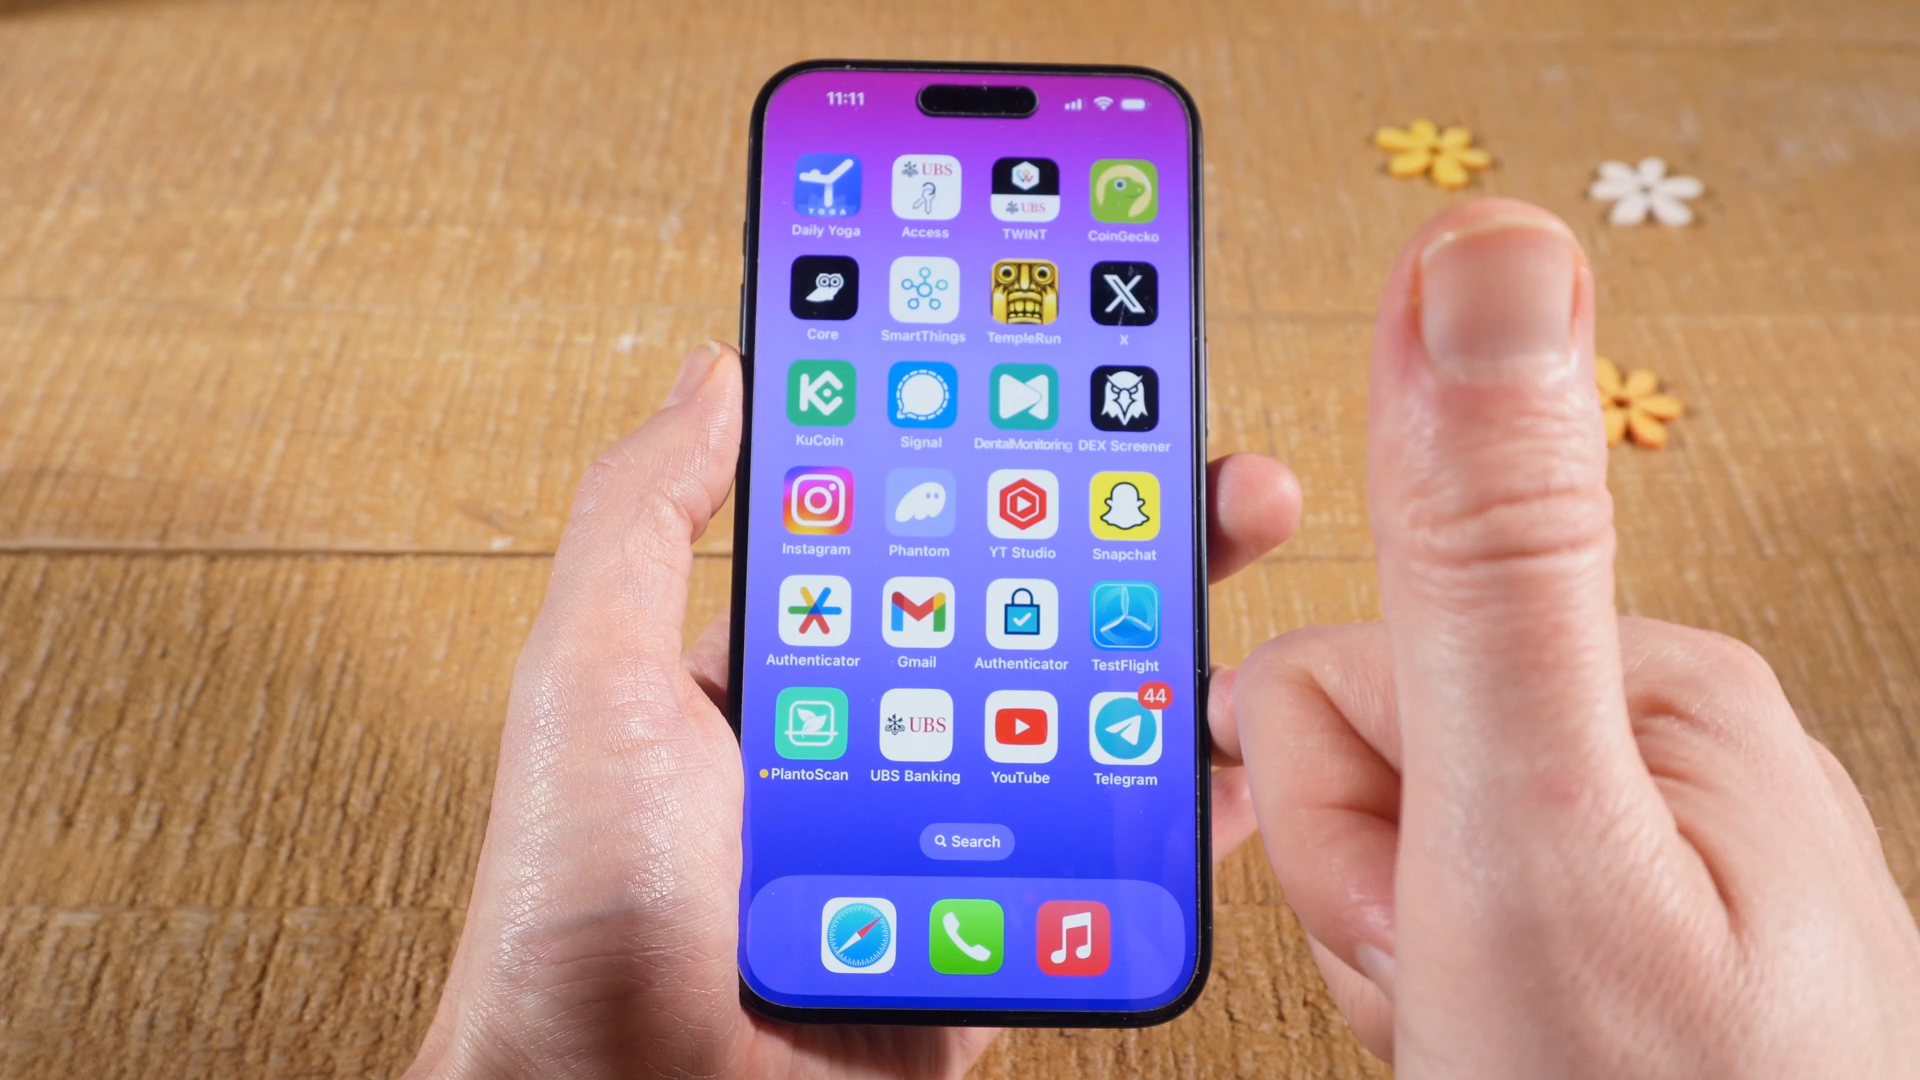 11:11
UBS
YOGA
UBS
Daily Yoga Access TWINT CoinGecko
Core SmartThings TempleRun X
KuCoin Signal DentalMonitoring DEX Screener
Instagram Phantom YT Studio Snapchat
Authenticator Gmail Authenticator TestFlight
44
UBS
PlantoScan UBS Banking YouTube Telegram
Search